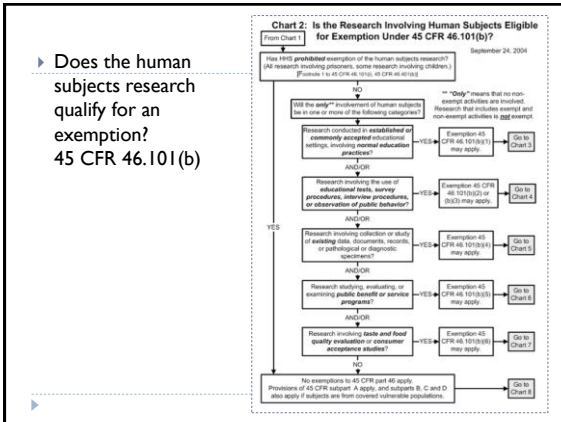 Does the human
subjects research
qualify for an
exemption?
45 CFR 46.101(b)
Chart 2: Is the Research Involving Human Subjects Eligible
for Exemption Under 45 CFR 46.101(b)?
From Chart 1
September 24, 2004
Has HHS prohibited exemption of the human subjects research?
(All research involving prisoners, some research involving children.)
[Footnote 1 to 45 CFR 46.101(i), 45 CFR 46.401(b)]
NO
Will the only** involvement of human subjects
be in one or more of the following categories?
** "Only" means that no non-
exempt activities are involved.
Research that includes exempt and
non-exempt activities is not exempt.
Research conducted in established or
commonly accepted educational
settings, involving normal education
practices?
YES
Exemption 45
CFR 46.101(b)(1)
may apply.
Go to
Chart 3
AND/OR
Research involving the use of
educational tests, survey
procedures, interview procedures,
or observation of public behavior?
YES
Exemption 45 CFR
46.101(b)(2) or
(b)(3) may apply.
Go to
Chart 4
AND/OR
YES
Research involving collection or study
of existing data, documents, records,
or pathological or diagnostic
specimens?
YES
Exemption 45
CFR 46.101(b)(4)
may apply.
Go to
Chart 5
AND/OR
Research studying, evaluating, or
examining public benefit or service
programs?
YES
Exemption 45
CFR 46.101(b)(5)
may apply.
Go to
Chart 6
AND/OR
Research involving taste and food
quality evaluation or consumer
acceptance studies?
YES
Exemption 45
CFR 46.101(b)(6)
may apply.
Go to
Chart 7
NO
No exemptions to 45 CFR part 46 apply.
Provisions of 45 CFR subpart A apply, and subparts B, C and D
also apply if subjects are from covered vulnerable populations.
Go to
Chart 8